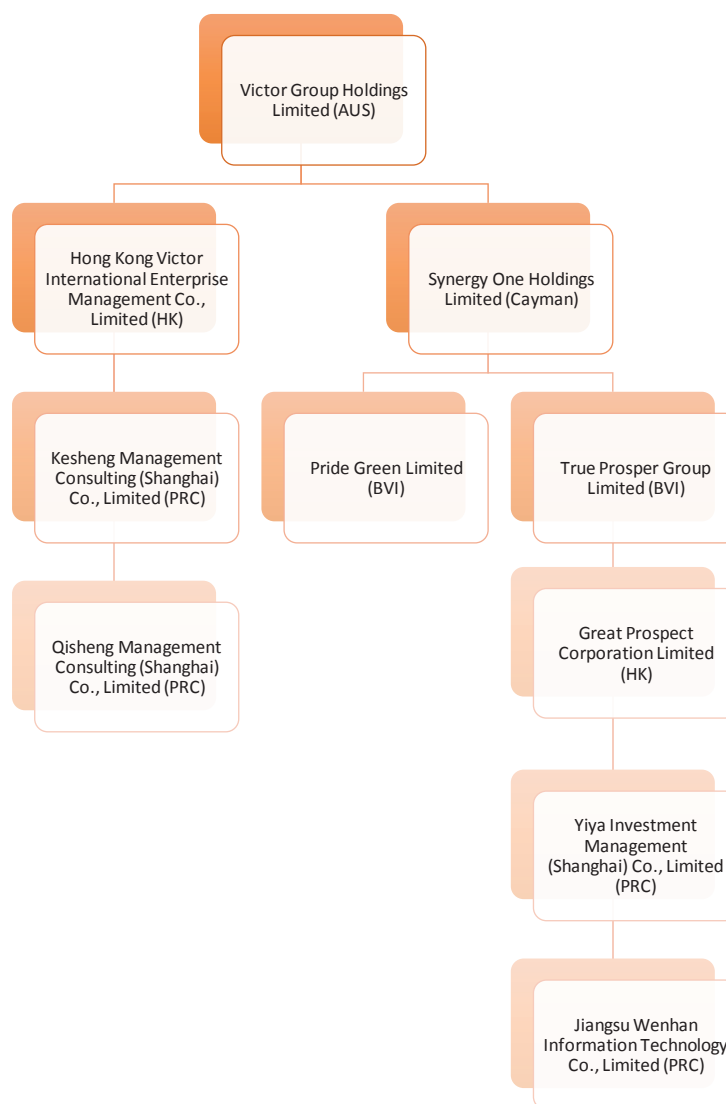 Victor Group Holdings
Limited (AUS)
Hong Kong Victor
International Enterprise
Management Co.,
Limited (HK)
Synergy One Holdings
Limited (Cayman)
Kesheng Management
Consulting (Shanghai)
Co., Limited (PRC)
Pride Green Limited
(BVI)
True Prosper Group
Limited (BVI)
Qisheng Management
Consulting (Shanghai)
Co., Limited (PRC)
Great Prospect
Corporation Limited
(HK)
Yiya Investment
Management
(Shanghai) Co., Limited
(PRC)
Jiangsu Wenhan
Information Technology
Co., Limited (PRC)